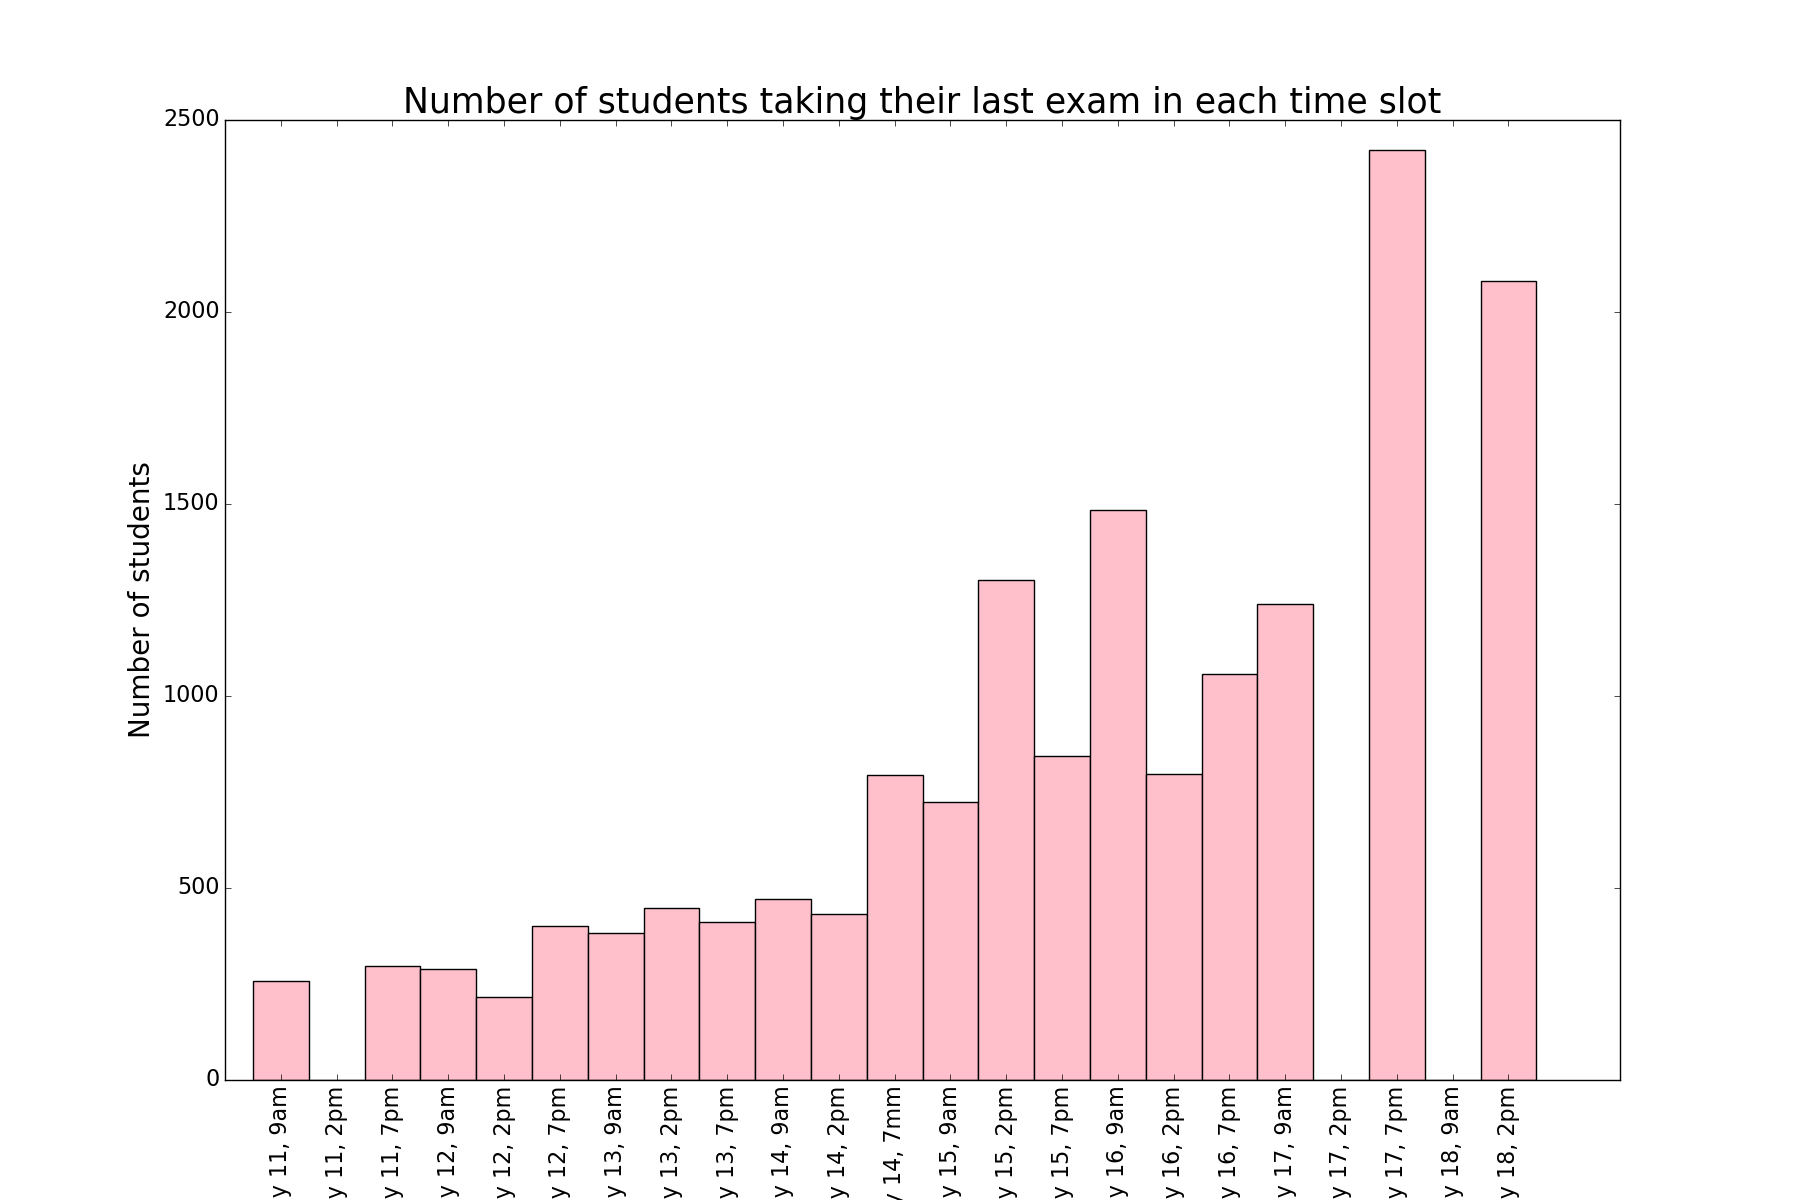 Number of students taking their last exam in each time slot
2500
2000
1500
1000
500
0
Number of students
y 11, 9am
y 11, 2pm
y 11, 7pm
y 12, 9am
y 12, 2pm
y 12, 7pm
y 13, 9am
y 13, 2pm
y 13, 7pm
y 14, 9am
y 14, 2pm
y 14, 7mm
y 15, 9am
y 15, 2pm
y 15, 7pm
y 16, 9am
y 16, 2pm
y 16, 7pm
y 17, 9am
y 17, 2pm
y 17, 7pm
y 18, 9am
y 18, 2pm